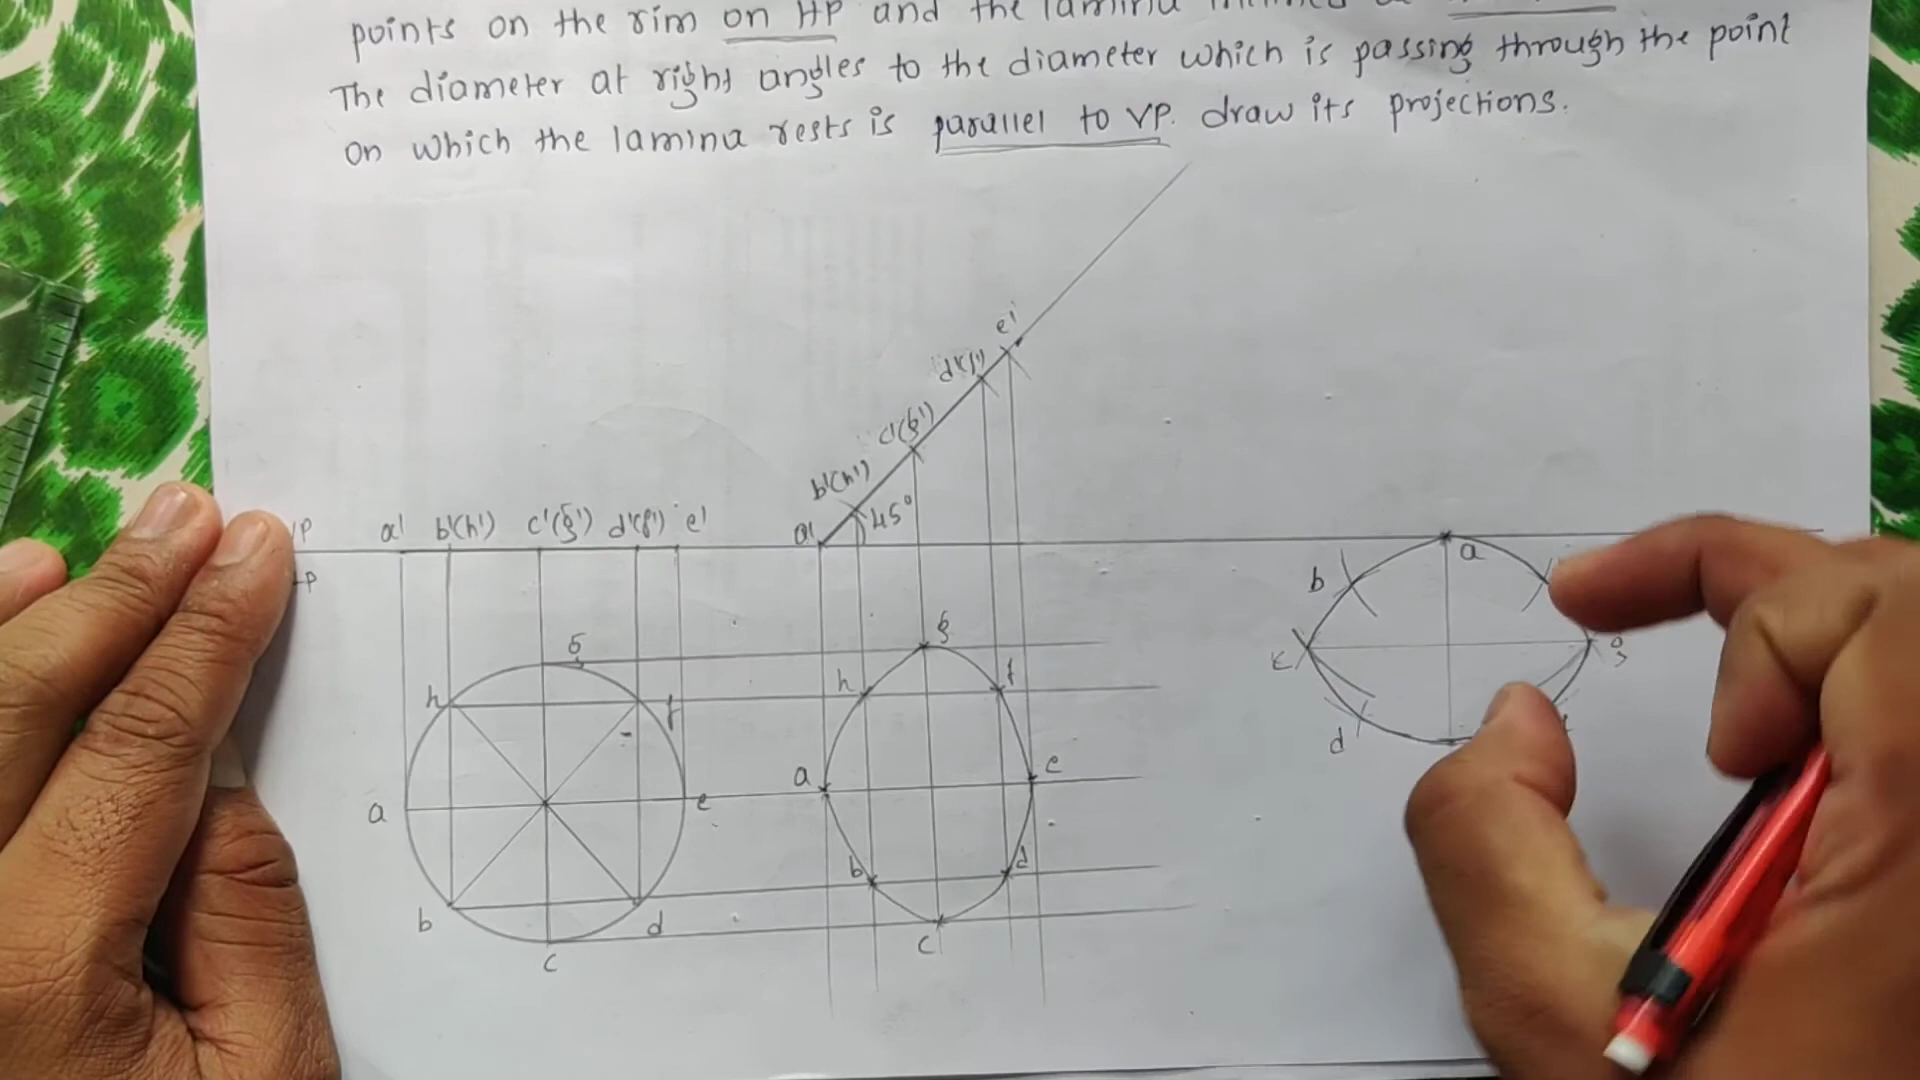 points on the rim on HP and the lamina
The diameter at right angles to the diameter which is passing through the point
on which the lamina rests is parallel to VP. draw its projections.
e'
d'(f')
c'(g')
b'(h')
a' 45°
a' b'(h') c'(g') d'(f') e'
a
b
g
g
c g
h f
h f
d
a e
a e
b d
b d
c
c